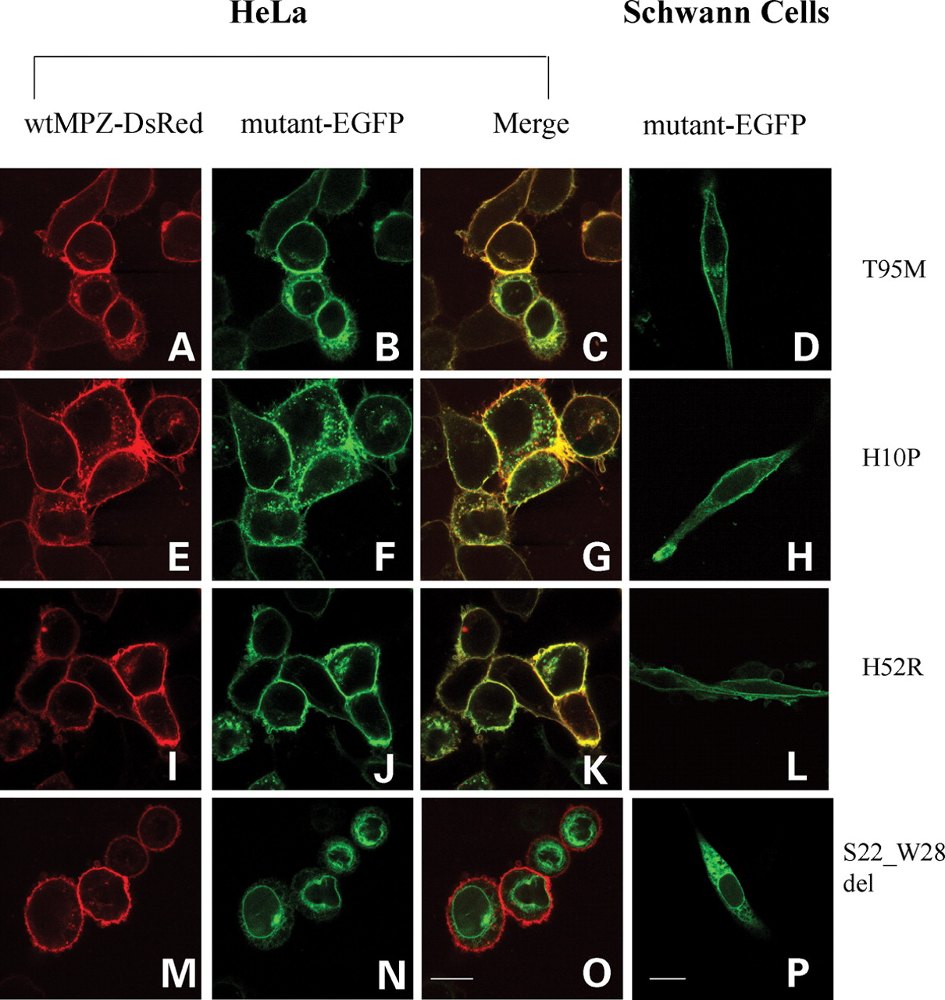 HeLa Schwann Cells
wtMPZ-DsRed mutant-EGFP Merge mutant-EGFP
A B C D T95M
E F G H H10P
I J K L H52R
M N O P S22_W28
del